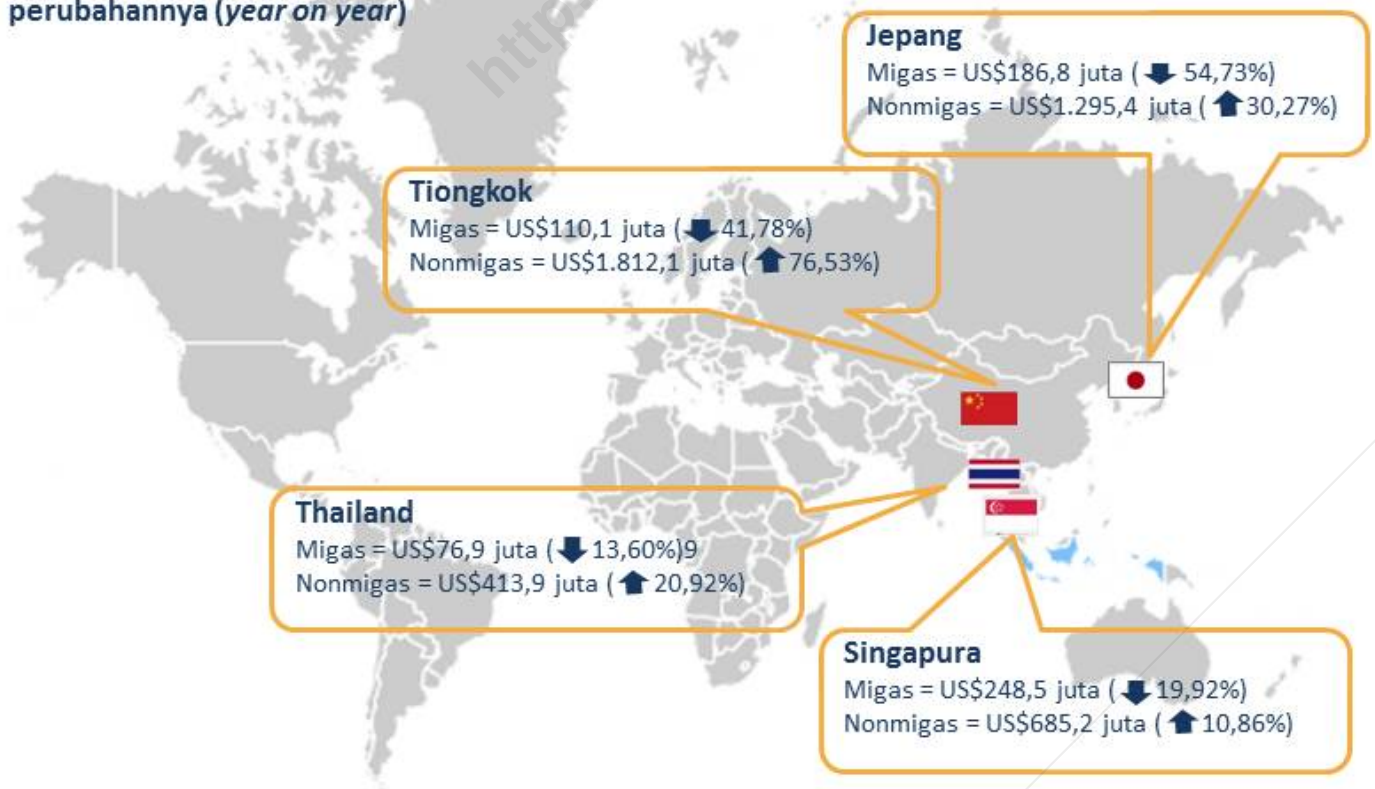 perubahannya (year on year)
http
Jepang
Migas = US$186,8 juta (🡇 54,73%)
Nonmigas = US$1.295,4 juta (🡅 30,27%)
Tiongkok
Migas = US$110,1 juta (🡇 41,78%)
Nonmigas = US$1.812,1 juta (🡅 76,53%)
Thailand
Migas = US$76,9 juta (🡇 13,60%)9
Nonmigas = US$413,9 juta (🡅 20,92%)
Singapura
Migas = US$248,5 juta (🡇 19,92%)
Nonmigas = US$685,2 juta (🡅 10,86%)